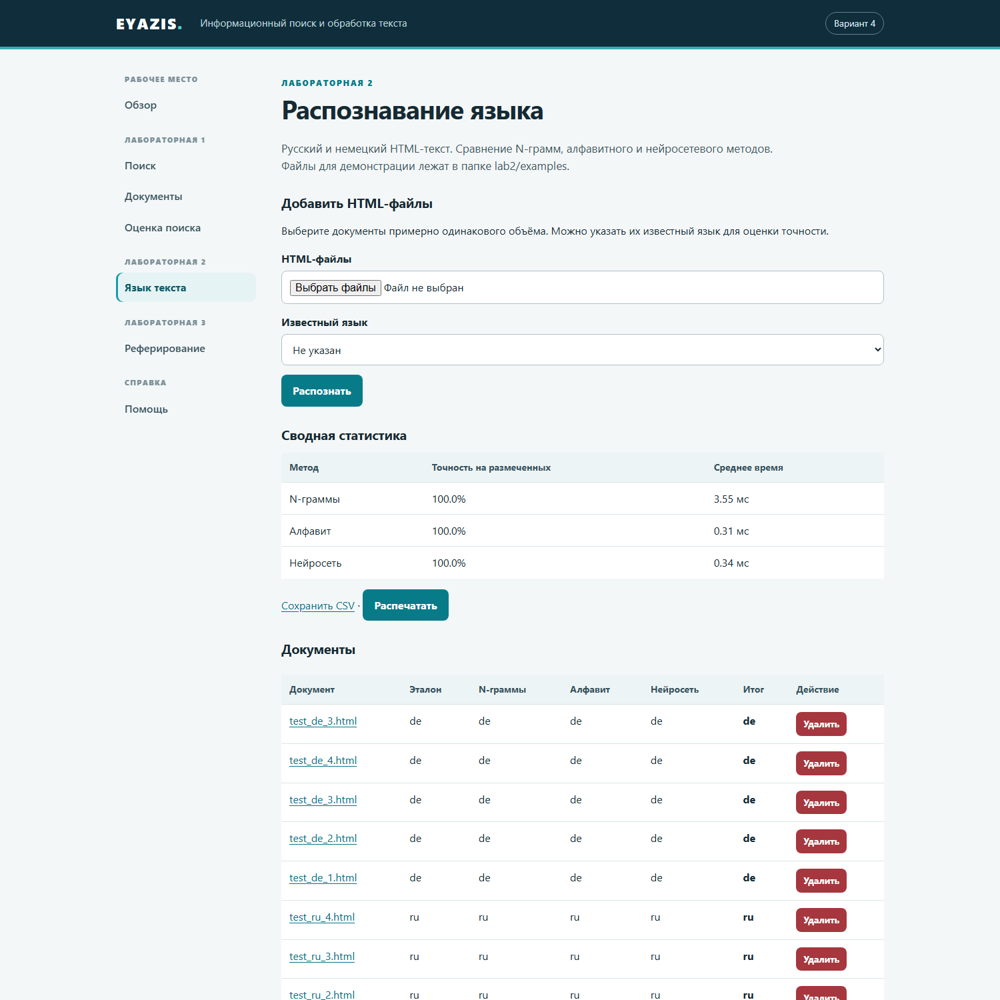 EYAZIS.
Информационный поиск и обработка текста
Вариант 4
РАБОЧЕЕ МЕСТО
Обзор
ЛАБОРАТОРНАЯ 1
Поиск
Документы
Оценка поиска
ЛАБОРАТОРНАЯ 2
Язык текста
ЛАБОРАТОРНАЯ 3
Реферирование
СПРАВКА
Помощь
ЛАБОРАТОРНАЯ 2
Распознавание языка
Русский и немецкий HTML-текст. Сравнение N-грамм, алфавитного и нейросетевого методов.
Файлы для демонстрации лежат в папке lab2/examples.
Добавить HTML-файлы
Выберите документы примерно одинакового объёма. Можно указать их известный язык для оценки точности.
HTML-файлы
Выбрать файлы Файл не выбран
Известный язык
Не указан
Распознать
Сводная статистика
Метод Точность на размеченных Среднее время
N-граммы 100.0% 3.55 мс
Алфавит 100.0% 0.31 мс
Нейросеть 100.0% 0.34 мс
Сохранить CSV · Распечатать
Документы
Документ Эталон N-граммы Алфавит Нейросеть Итог Действие
test_de_3.html de de de de de Удалить
test_de_4.html de de de de de Удалить
test_de_3.html de de de de de Удалить
test_de_2.html de de de de de Удалить
test_de_1.html de de de de de Удалить
test_ru_4.html ru ru ru ru ru Удалить
test_ru_3.html ru ru ru ru ru Удалить
test_ru_2.html ru ru ru ru ru Удалить